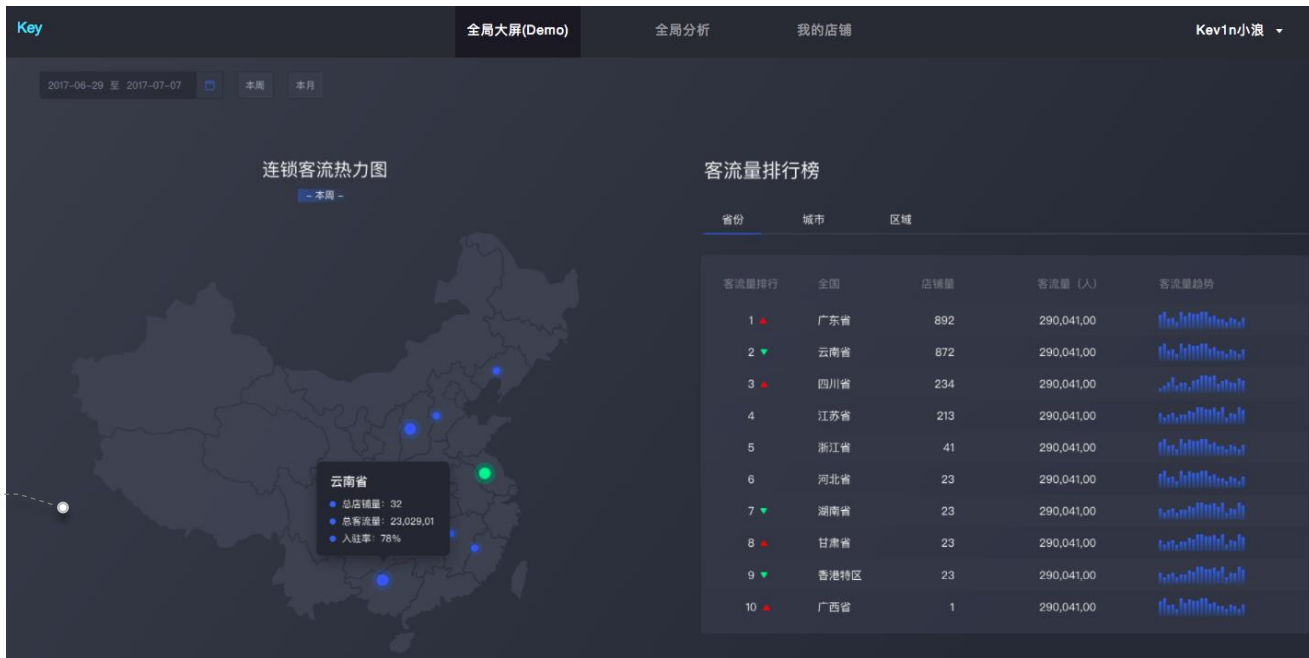 Key 全局大屏(Demo) 全局分析 我的店铺 Kev1n小浪
2017-06-29 至 2017-07-07 本周 本月
连锁客流热力图
- 本周 -
云南省
总店铺量: 32
总客流量: 23,029,01
入驻率: 78%
客流量排行榜
省份 城市 区域
客流量排行 全国 店铺量 客流量（人） 客流量趋势
1 广东省 892 290,041,00
2 云南省 872 290,041,00
3 四川省 234 290,041,00
4 江苏省 213 290,041,00
5 浙江省 41 290,041,00
6 河北省 23 290,041,00
7 湖南省 23 290,041,00
8 甘肃省 23 290,041,00
9 香港特区 23 290,041,00
10 广西省 1 290,041,00